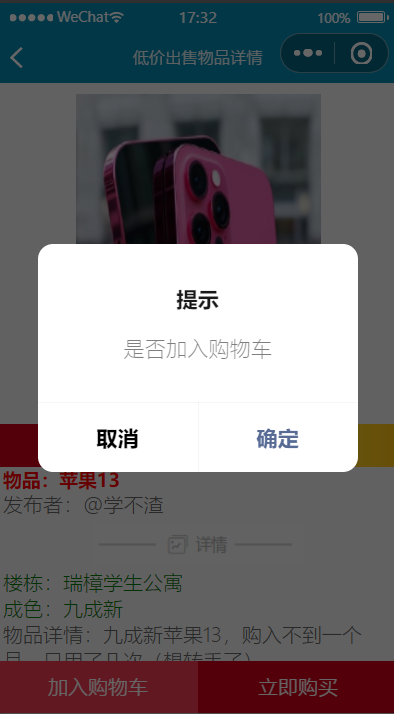 WeChat 17:32 100%
低价出售物品详情
提示
是否加入购物车
取消 确定
物品：苹果13
发布者：@学不渣
详情
楼栋：瑞樟学生公寓
成色：九成新
物品详情：九成新苹果13，购入不到一个
月，只用了几次（想转手了）
加入购物车 立即购买